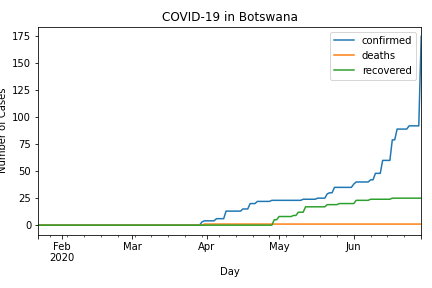 COVID-19 in Botswana
confirmed
deaths
recovered
175
150
125
100
75
50
25
0
Number of Cases
Feb
2020
Mar
Apr
May
Jun
Day